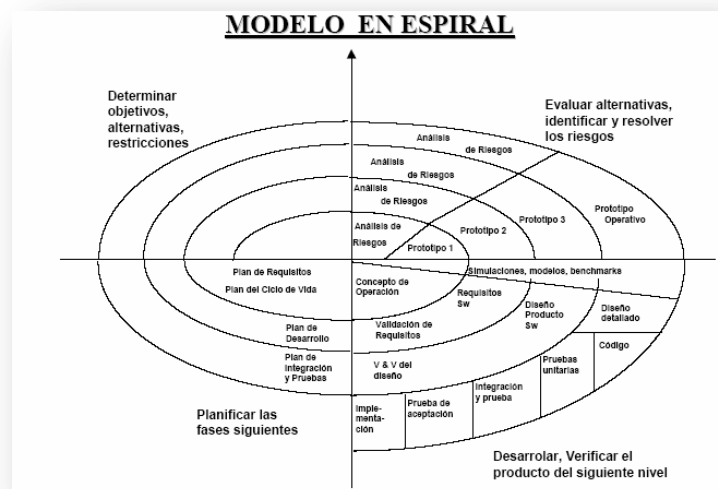 MODELO EN ESPIRAL
Determinar
objetivos,
alternativas,
restricciones
Evaluar alternativas,
identificar y resolver
los riesgos
Análisis
de Riesgos
Análisis
de Riesgos
Análisis
de Riesgos
Análisis de
Riesgos
Prototipo 1
Prototipo 2
Prototipo 3
Prototipo
Operativo
Simulaciones, modelos, benchmarks
Plan de Requisitos
Plan del Ciclo de Vida
Concepto de
Operación
Requisitos
Sw
Diseño
Producto
Sw
Diseño
detallado
Plan de
Desarrollo
Validación de
Requisitos
Código
Plan de
Integración
y Pruebas
V & V del
diseño
Pruebas
unitarias
Integración
y prueba
Prueba de
aceptación
Imple-
menta-
ción
Planificar las
fases siguientes
Desarrolar, Verificar el
producto del siguiente nivel